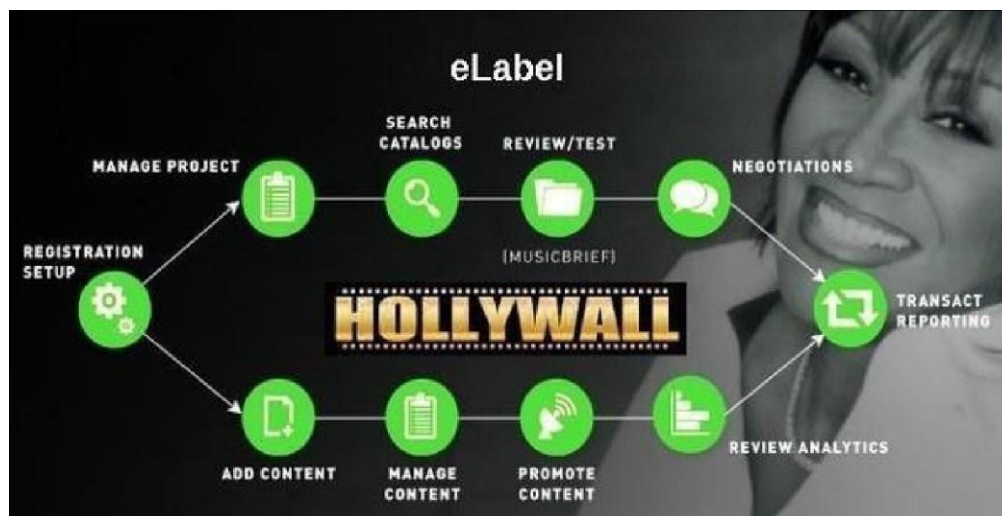 eLabel
SEARCH
CATALOGS
REVIEW/TEST
MANAGE PROJECT
NEGOTIATIONS
REGISTRATION
SETUP
(MUSICBRIEF)
HOLLYWALL
TRANSACT
REPORTING
ADD CONTENT
MANAGE
CONTENT
PROMOTE
CONTENT
REVIEW ANALYTICS